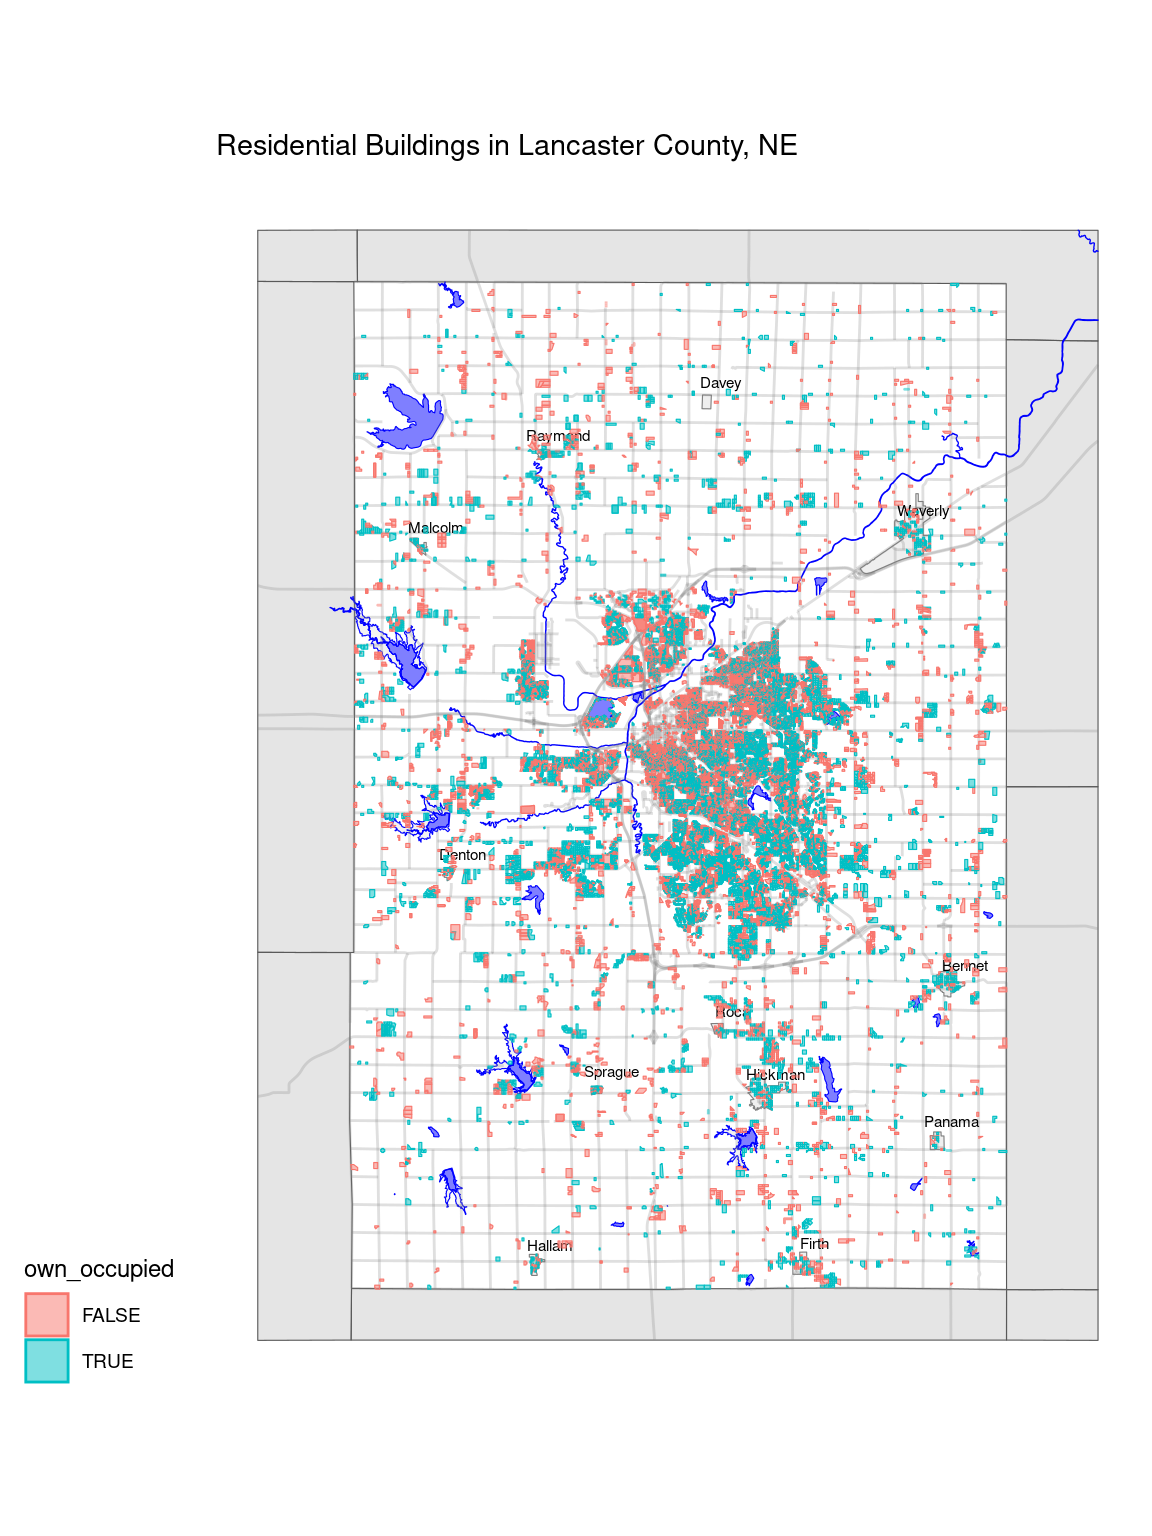 Residential Buildings in Lancaster County, NE
Davey
Raymond
Waverly
Malcolm
Denton
Bennet
Roca
Sprague
Hickman
Panama
Hallam
Firth
own_occupied
FALSE
TRUE